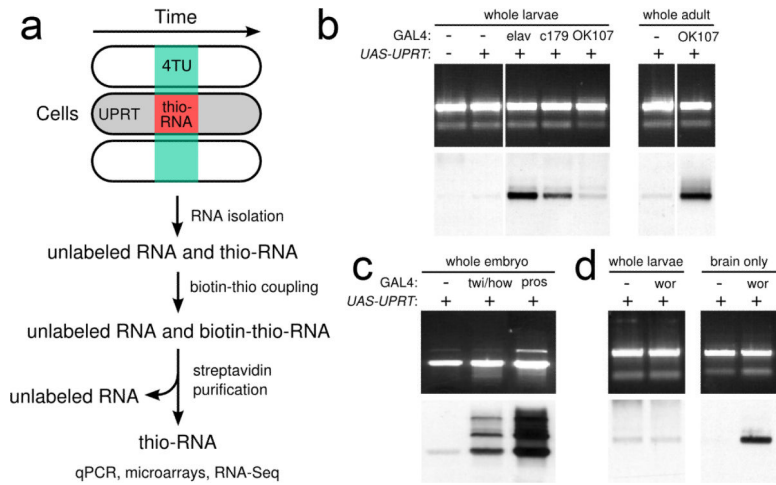 a
Time
4TU
Cells
UPRT
thio-
RNA
RNA isolation
unlabeled RNA and thio-RNA
biotin-thio coupling
unlabeled RNA and biotin-thio-RNA
streptavidin
purification
unlabeled RNA
thio-RNA
qPCR, microarrays, RNA-Seq
b
whole larvae whole adult
GAL4: - - elav c179 OK107 - OK107
UAS-UPRT: - + + + + + +
c
whole embryo
GAL4: - twi/how pros
UAS-UPRT: + + +
d
whole larvae brain only
- wor - wor
+ + + +